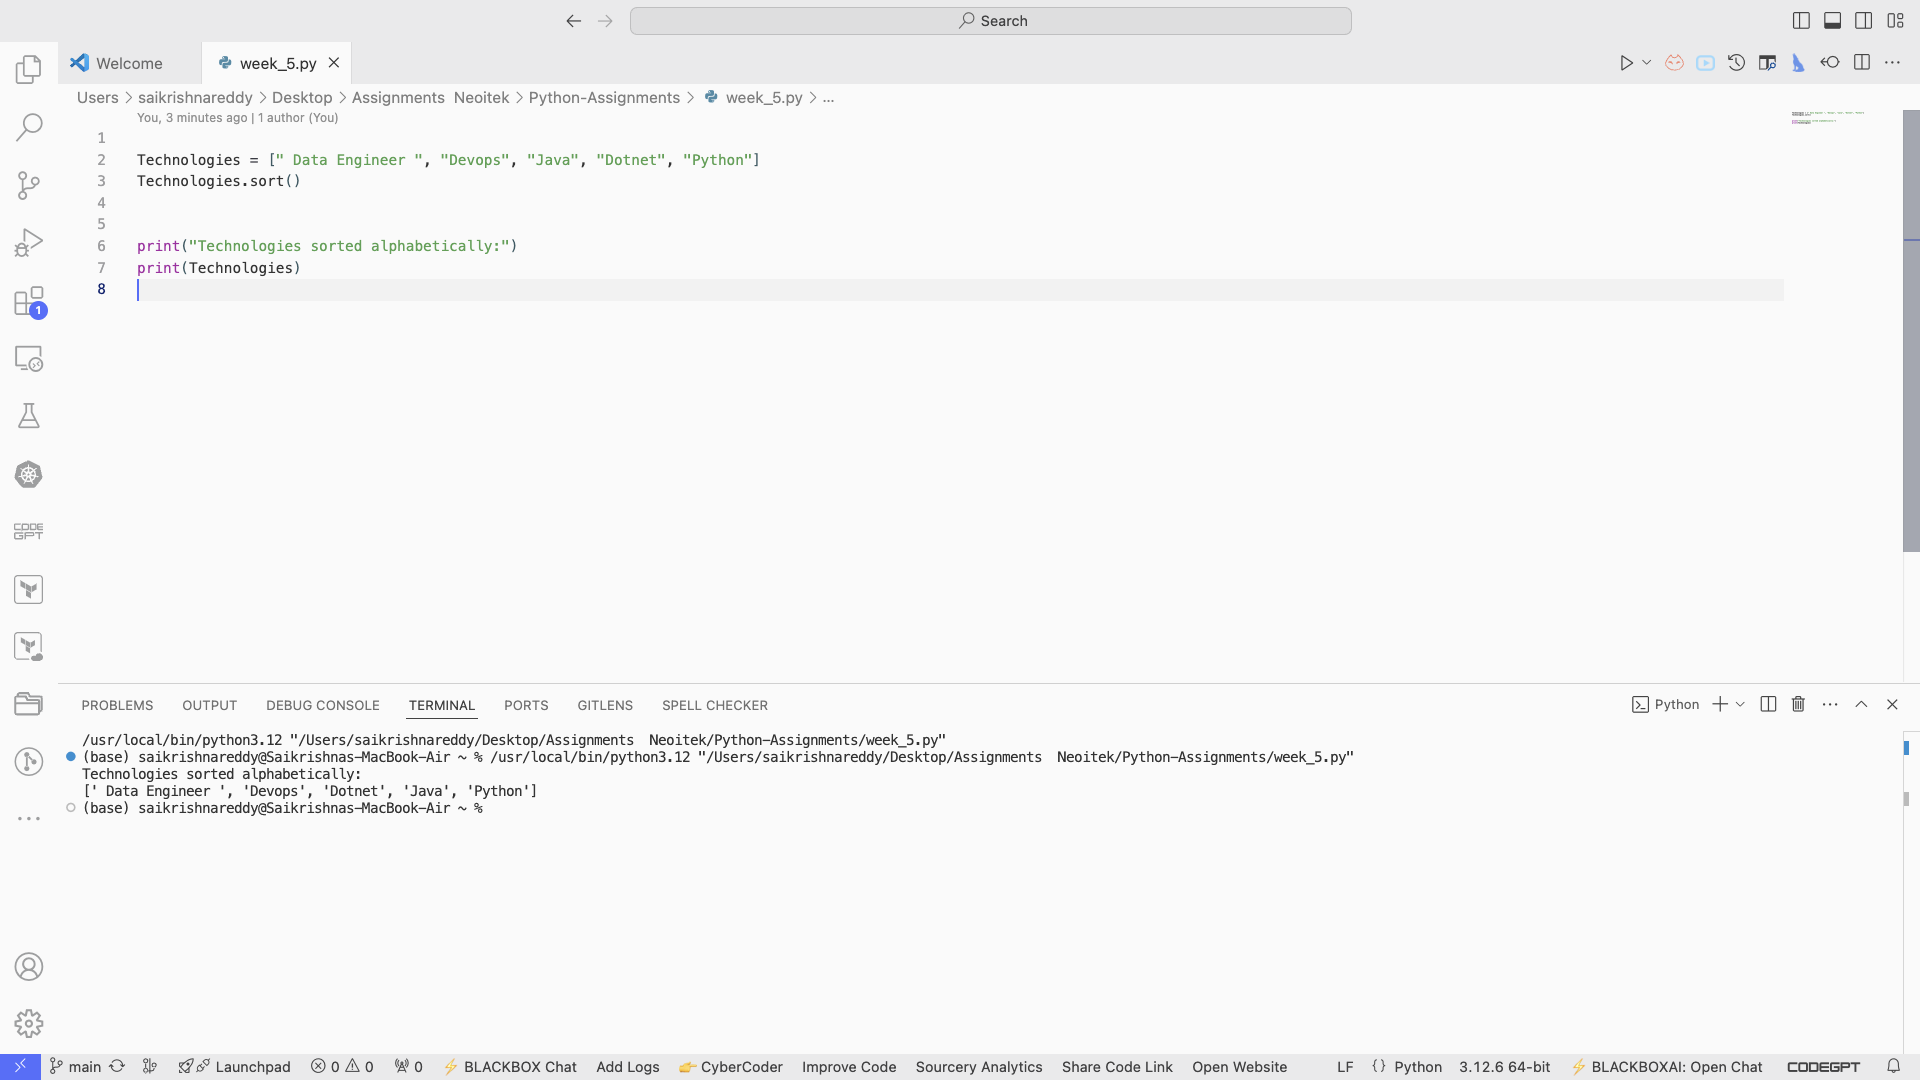 Search
Welcome
week_5.py
Users > saikrishnareddy > Desktop > Assignments  Neoitek > Python-Assignments > week_5.py > ...
You, 3 minutes ago | 1 author (You)
1
2 Technologies = [" Data Engineer ", "Devops", "Java", "Dotnet", "Python"]
3 Technologies.sort()
4
5
6 print("Technologies sorted alphabetically:")
7 print(Technologies)
8
1
CODE
GPT
PROBLEMS OUTPUT DEBUG CONSOLE TERMINAL PORTS GITLENS SPELL CHECKER
Python
/usr/local/bin/python3.12 "/Users/saikrishnareddy/Desktop/Assignments  Neoitek/Python-Assignments/week_5.py"
(base) saikrishnareddy@Saikrishnas-MacBook-Air ~ % /usr/local/bin/python3.12 "/Users/saikrishnareddy/Desktop/Assignments  Neoitek/Python-Assignments/week_5.py"
Technologies sorted alphabetically:
[' Data Engineer ', 'Devops', 'Dotnet', 'Java', 'Python']
(base) saikrishnareddy@Saikrishnas-MacBook-Air ~ %
main Launchpad 0 0 0 BLACKBOX Chat Add Logs CyberCoder Improve Code Sourcery Analytics Share Code Link Open Website LF {} Python 3.12.6 64-bit BLACKBOXAI: Open Chat CODEGPT